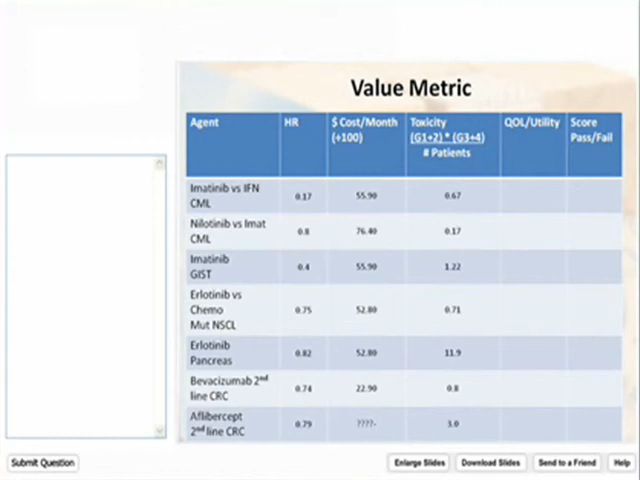 Value Metric
Agent HR $ Cost/Month Toxicity QOL/Utility Score
(÷100) (G1+2) * (G3+4) Pass/Fail
# Patients
Imatinib vs IFN
CML 0.17 55.90 0.67
Nilotinib vs Imat
CML 0.8 76.40 0.17
Imatinib
GIST 0.4 55.90 1.22
Erlotinib vs
Chemo 0.75 52.80 0.71
Mut NSCL
Erlotinib
Pancreas 0.82 52.80 11.9
Bevacizumab 2nd
line CRC 0.74 22.90 0.8
Aflibercept
2nd line CRC 0.79 ????- 3.0
Submit Question Enlarge Slides Download Slides Send to a Friend Help